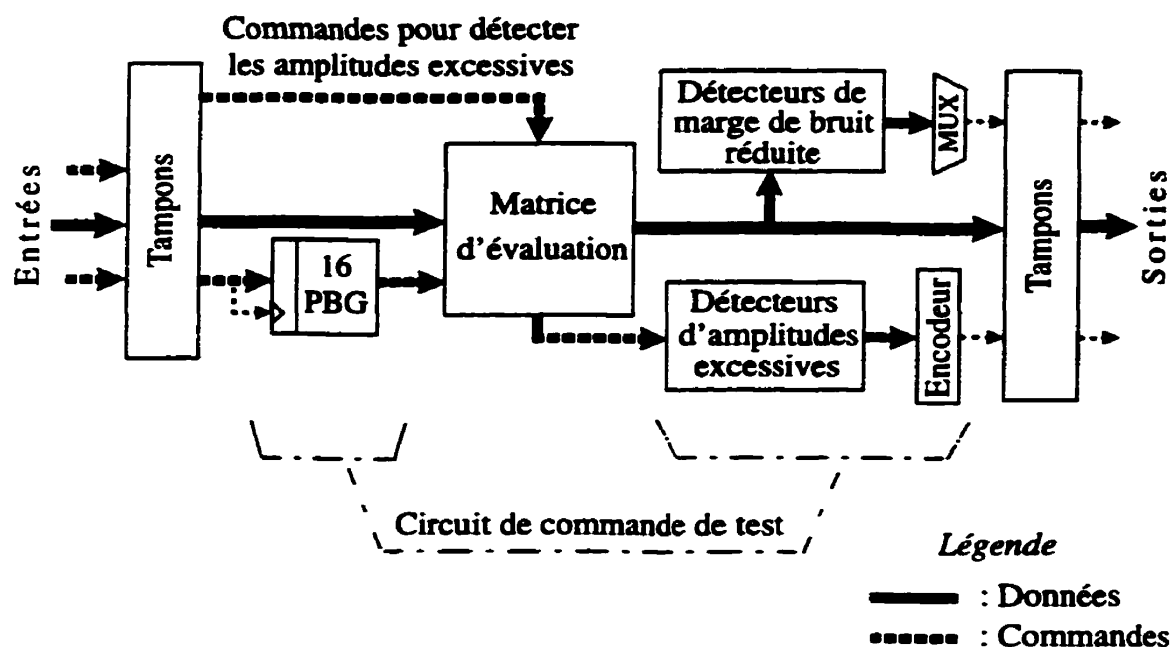 Commandes pour détecter
les amplitudes excessives
Entrées
Tampons
16
PBG
Matrice
d'évaluation
Détecteurs de
marge de bruit
réduite
MUX
Détecteurs
d'amplitudes
excessives
Encodeur
Tampons
Sorties
Circuit de commande de test
Légende
: Données
: Commandes